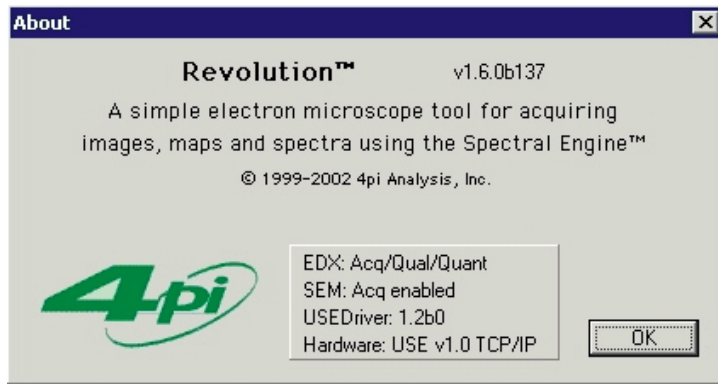 About
Revolution™ v1.6.0b137
A simple electron microscope tool for acquiring
images, maps and spectra using the Spectral Engine™
© 1999-2002 4pi Analysis, Inc.
4pi
EDX: Acq/Qual/Quant
SEM: Acq enabled
USEDriver: 1.2b0
Hardware: USE v1.0 TCP/IP
OK